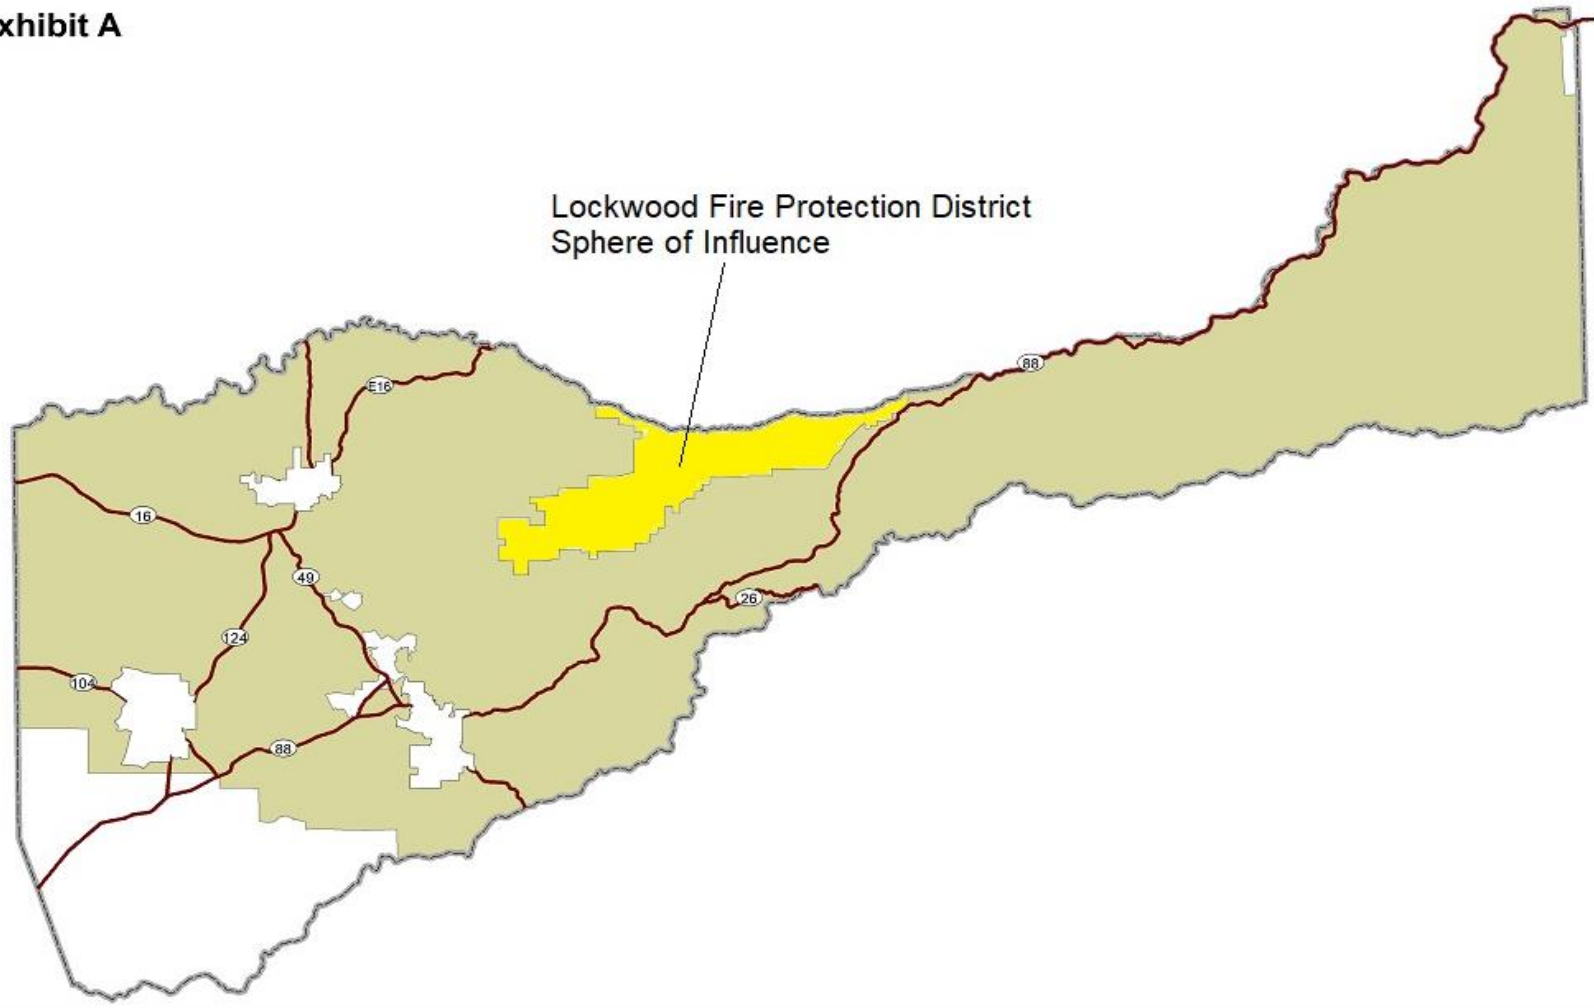 xhibit A
Lockwood Fire Protection District
Sphere of Influence
88
E16
16
49
26
124
104
88